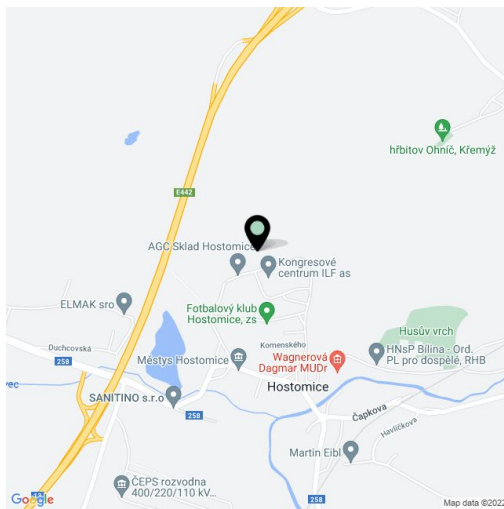 hřbitov Ohníč, Křemýž
E442
AGC Sklad Hostomice
Kongresové
centrum ILF as
ELMAK sro
Fotbalový klub
Hostomice, zs
Husův vrch
Duchcovská
Komenského
258
Městys Hostomice
Wagnerová
Dagmar MUDr
HNsP Bílina - Ord.
PL pro dospělé, RHB
vec
SANITINO s.r.o
Hostomice
258
Čapkova
Havlíčkova
Martin Eibl
ČEPS rozvodna
400/220/110 kV...
258
Google
13
Map data ©2022